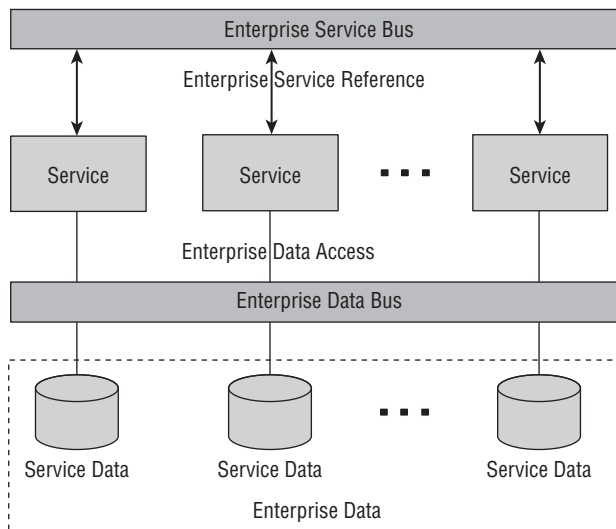 Enterprise Service Bus
Enterprise Service Reference
Service
Service
Service
Enterprise Data Access
Enterprise Data Bus
Service Data
Service Data
Service Data
Enterprise Data